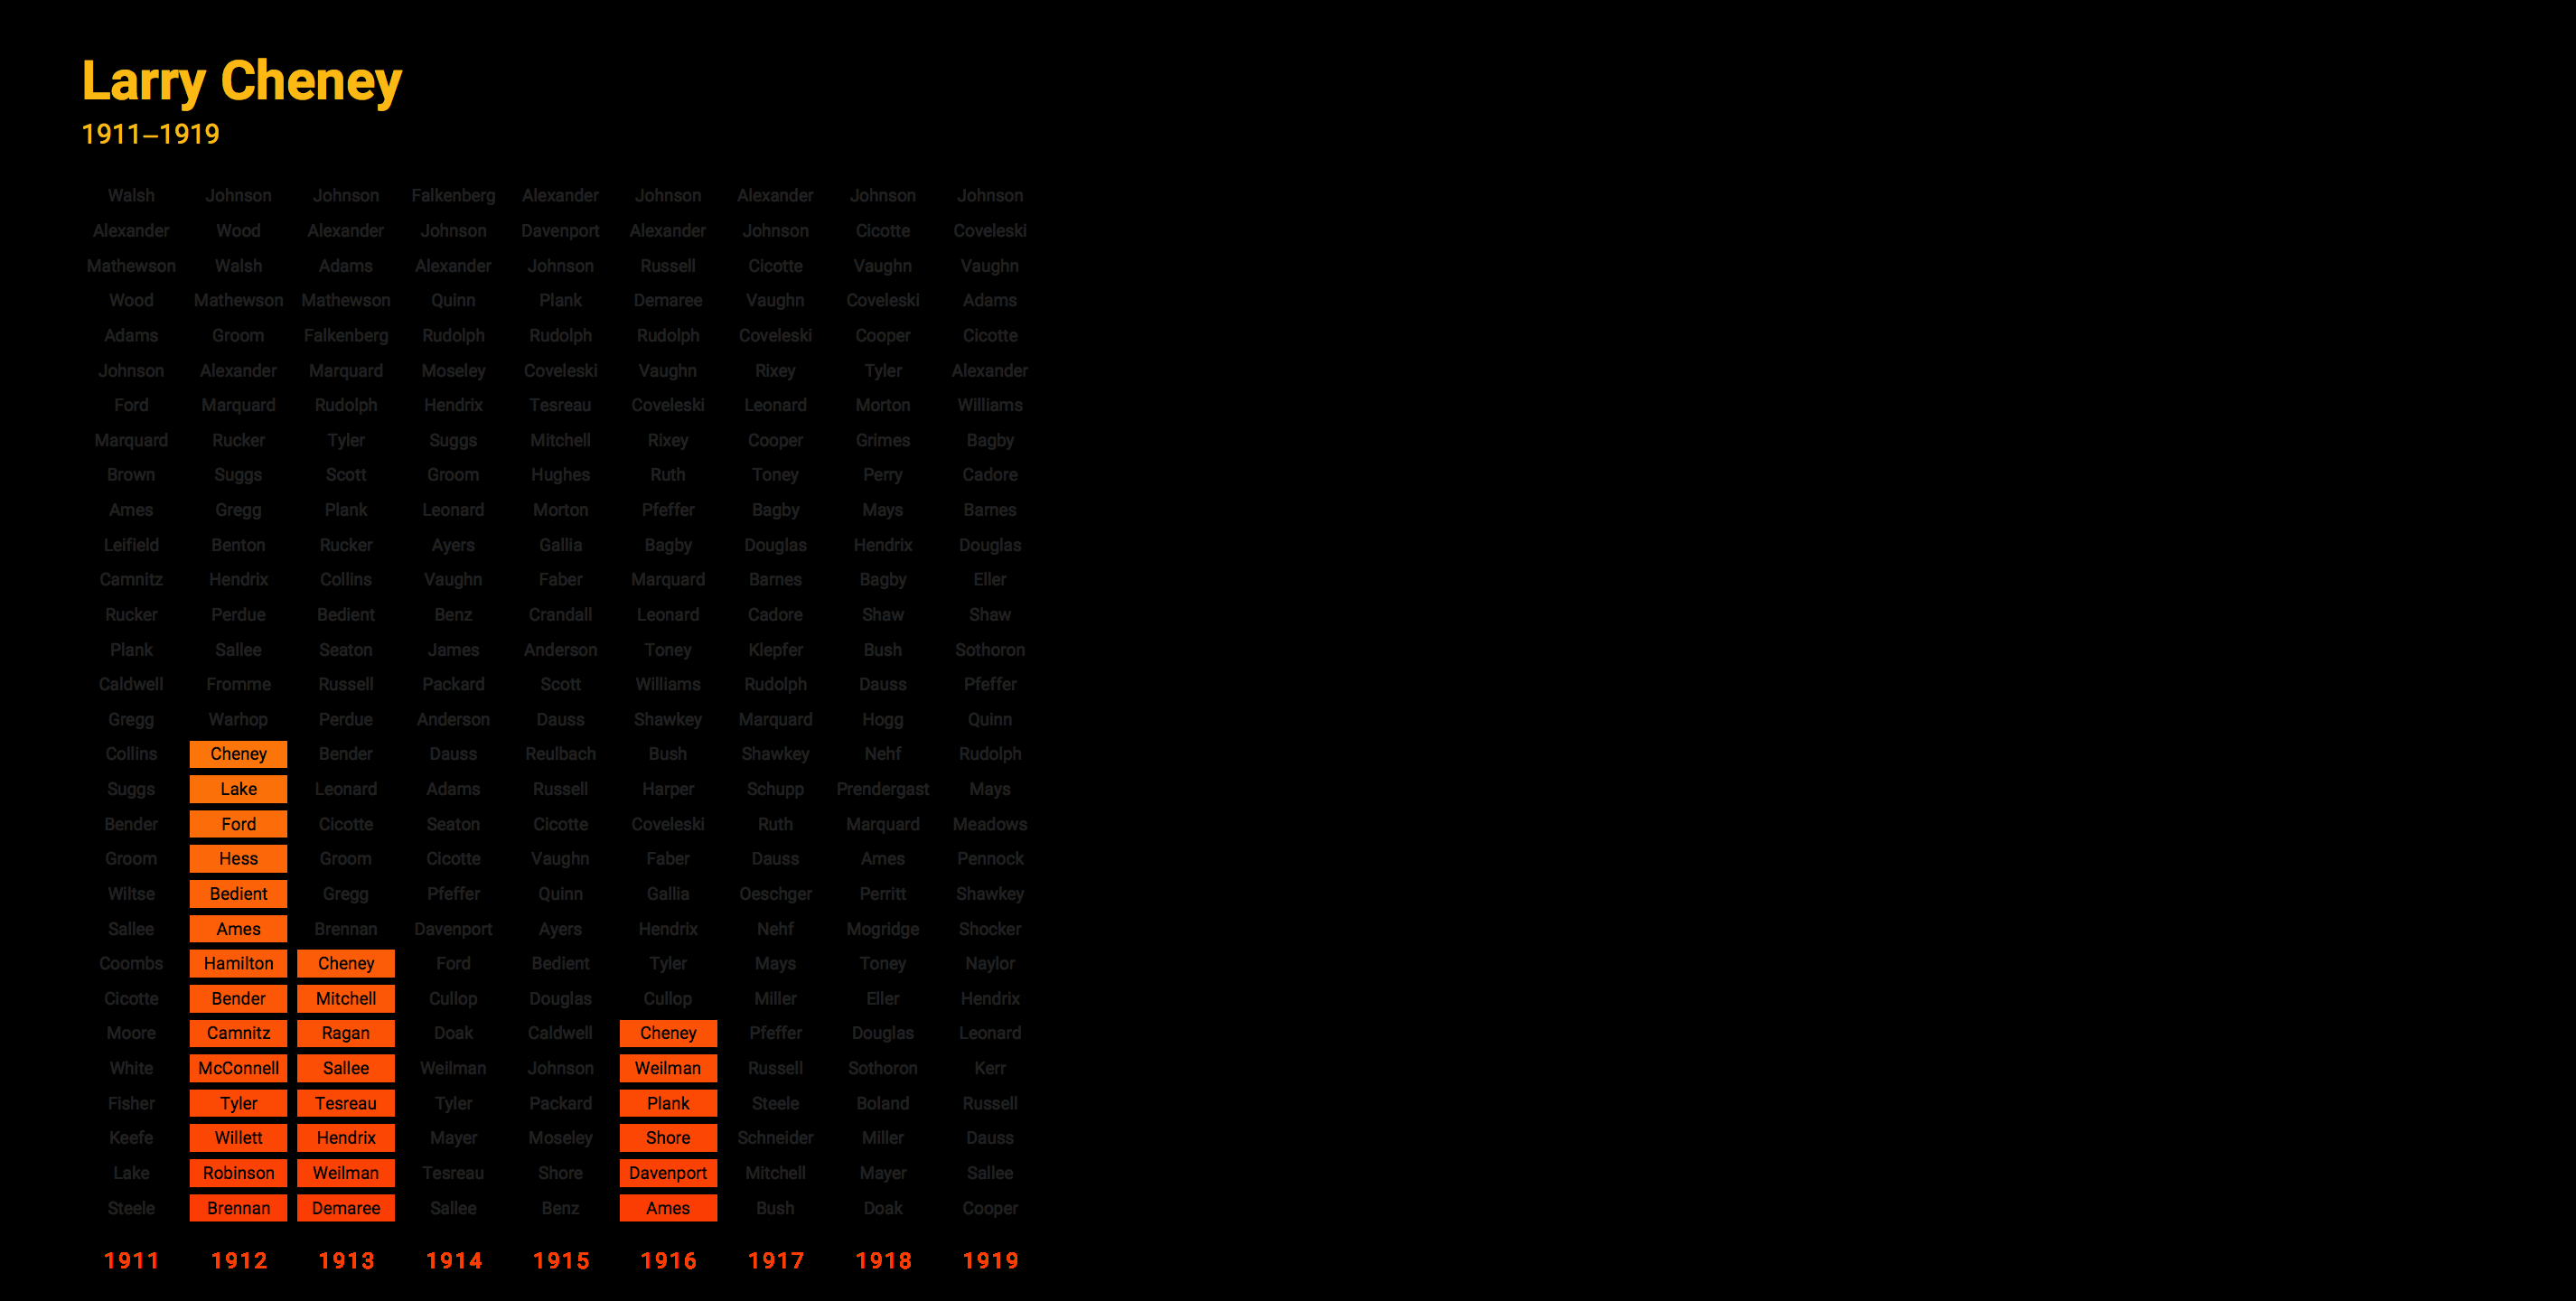 Larry Cheney
1911–1919
Walsh Johnson Johnson Falkenberg Alexander Johnson Alexander Johnson Johnson
Alexander Wood Alexander Johnson Davenport Alexander Johnson Cicotte Coveleski
Mathewson Walsh Adams Alexander Johnson Russell Cicotte Vaughn Vaughn
Wood Mathewson Mathewson Quinn Plank Demaree Vaughn Coveleski Adams
Adams Groom Falkenberg Rudolph Rudolph Rudolph Coveleski Cooper Cicotte
Johnson Alexander Marquard Moseley Coveleski Vaughn Rixey Tyler Alexander
Ford Marquard Rudolph Hendrix Tesreau Coveleski Leonard Morton Williams
Marquard Rucker Tyler Suggs Mitchell Rixey Cooper Grimes Bagby
Brown Suggs Scott Groom Hughes Ruth Toney Perry Cadore
Ames Gregg Plank Leonard Morton Pfeffer Bagby Mays Barnes
Leifield Benton Rucker Ayers Gallia Bagby Douglas Hendrix Douglas
Camnitz Hendrix Collins Vaughn Faber Marquard Barnes Bagby Eller
Rucker Perdue Bedient Benz Crandall Leonard Cadore Shaw Shaw
Plank Sallee Seaton James Anderson Toney Klepfer Bush Sothoron
Caldwell Fromme Russell Packard Scott Williams Rudolph Dauss Pfeffer
Gregg Warhop Perdue Anderson Dauss Shawkey Marquard Hogg Quinn
Collins Cheney Bender Dauss Reulbach Bush Shawkey Nehf Rudolph
Suggs Lake Leonard Adams Russell Harper Schupp Prendergast Mays
Bender Ford Cicotte Seaton Cicotte Coveleski Ruth Marquard Meadows
Groom Hess Groom Cicotte Vaughn Faber Dauss Ames Pennock
Wiltse Bedient Gregg Pfeffer Quinn Gallia Oeschger Perritt Shawkey
Sallee Ames Brennan Davenport Ayers Hendrix Nehf Mogridge Shocker
Coombs Hamilton Cheney Ford Bedient Tyler Mays Toney Naylor
Cicotte Bender Mitchell Cullop Douglas Cullop Miller Eller Hendrix
Moore Camnitz Ragan Doak Caldwell Cheney Pfeffer Douglas Leonard
White McConnell Sallee Weilman Johnson Weilman Russell Sothoron Kerr
Fisher Tyler Tesreau Tyler Packard Plank Steele Boland Russell
Keefe Willett Hendrix Mayer Moseley Shore Schneider Miller Dauss
Lake Robinson Weilman Tesreau Shore Davenport Mitchell Mayer Sallee
Steele Brennan Demaree Sallee Benz Ames Bush Doak Cooper
1911 1912 1913 1914 1915 1916 1917 1918 1919